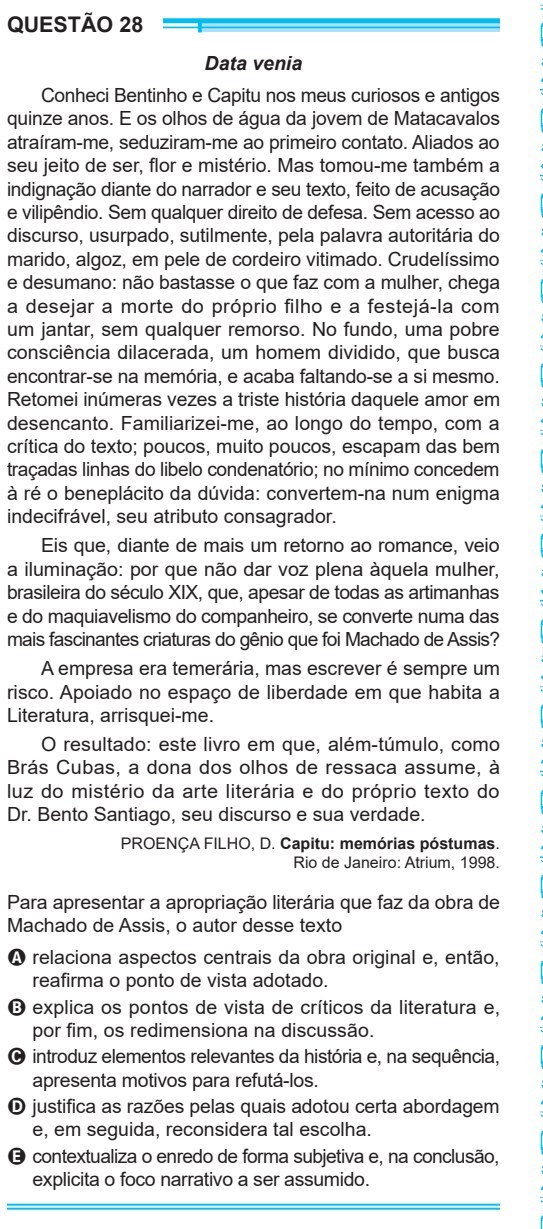 QUESTÃO 28
Data venia
Conheci Bentinho e Capitu nos meus curiosos e antigos
quinze anos. E os olhos de água da jovem de Matacavalos
atraíram-me, seduziram-me ao primeiro contato. Aliados ao
seu jeito de ser, flor e mistério. Mas tomou-me também a
indignação diante do narrador e seu texto, feito de acusação
e vilipêndio. Sem qualquer direito de defesa. Sem acesso ao
discurso, usurpado, sutilmente, pela palavra autoritária do
marido, algoz, em pele de cordeiro vitimado. Crudelíssimo
e desumano: não bastasse o que faz com a mulher, chega
a desejar a morte do próprio filho e a festejá-la com
um jantar, sem qualquer remorso. No fundo, uma pobre
consciência dilacerada, um homem dividido, que busca
encontrar-se na memória, e acaba faltando-se a si mesmo.
Retomei inúmeras vezes a triste história daquele amor em
desencanto. Familiarizei-me, ao longo do tempo, com a
crítica do texto; poucos, muito poucos, escapam das bem
traçadas linhas do libelo condenatório; no mínimo concedem
à ré o beneplácito da dúvida: convertem-na num enigma
indecifrável, seu atributo consagrador.
Eis que, diante de mais um retorno ao romance, veio
a iluminação: por que não dar voz plena àquela mulher,
brasileira do século XIX, que, apesar de todas as artimanhas
e do maquiavelismo do companheiro, se converte numa das
mais fascinantes criaturas do gênio que foi Machado de Assis?
A empresa era temerária, mas escrever é sempre um
risco. Apoiado no espaço de liberdade em que habita a
Literatura, arrisquei-me.
O resultado: este livro em que, além-túmulo, como
Brás Cubas, a dona dos olhos de ressaca assume, à
luz do mistério da arte literária e do próprio texto do
Dr. Bento Santiago, seu discurso e sua verdade.
PROENÇA FILHO, D. Capitu: memórias póstumas.
Rio de Janeiro: Atrium, 1998.
Para apresentar a apropriação literária que faz da obra de
Machado de Assis, o autor desse texto
A relaciona aspectos centrais da obra original e, então,
reafirma o ponto de vista adotado.
B explica os pontos de vista de críticos da literatura e,
por fim, os redimensiona na discussão.
C introduz elementos relevantes da história e, na sequência,
apresenta motivos para refutá-los.
D justifica as razões pelas quais adotou certa abordagem
e, em seguida, reconsidera tal escolha.
E contextualiza o enredo de forma subjetiva e, na conclusão,
explicita o foco narrativo a ser assumido.